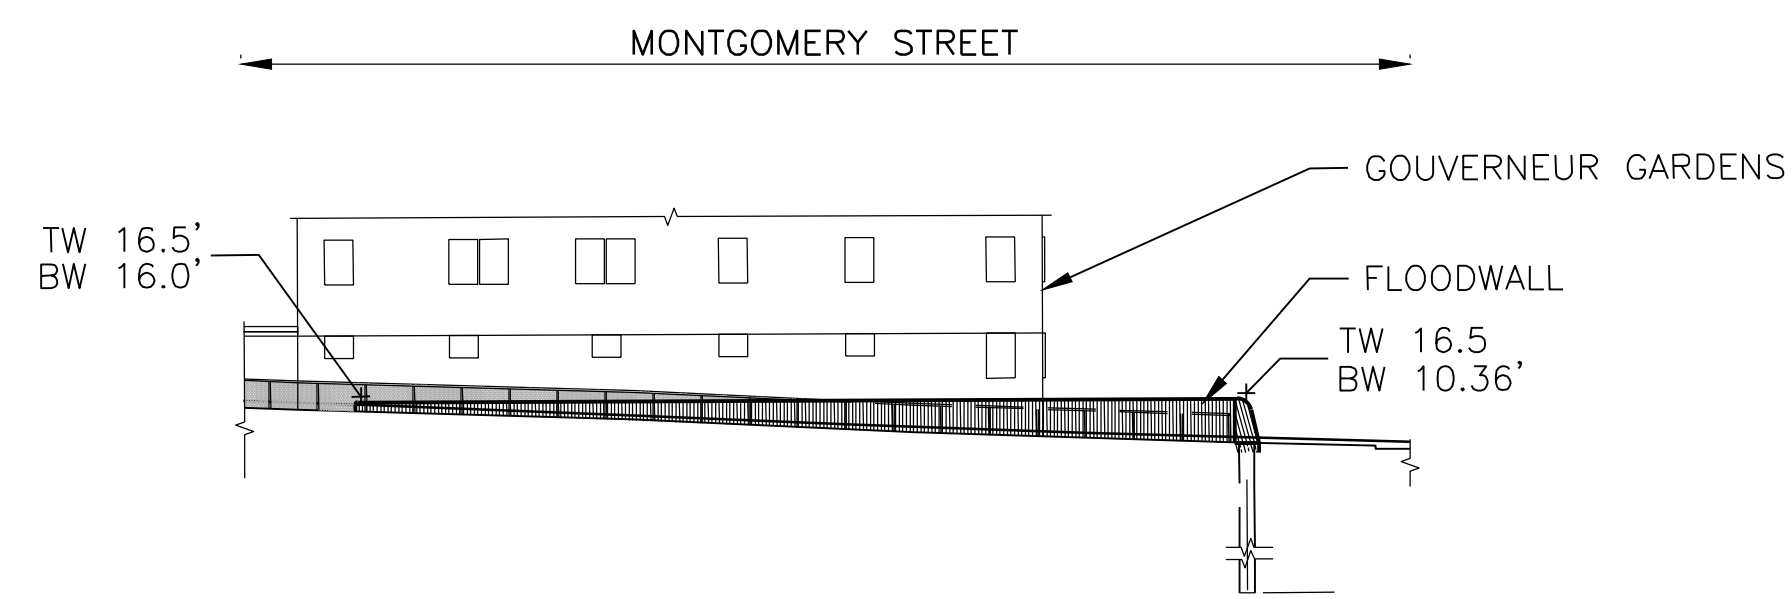 MONTGOMERY STREET
GOUVERNEUR GARDENS
TW 16.5'
BW 16.0'
FLOODWALL
TW 16.5
BW 10.36'